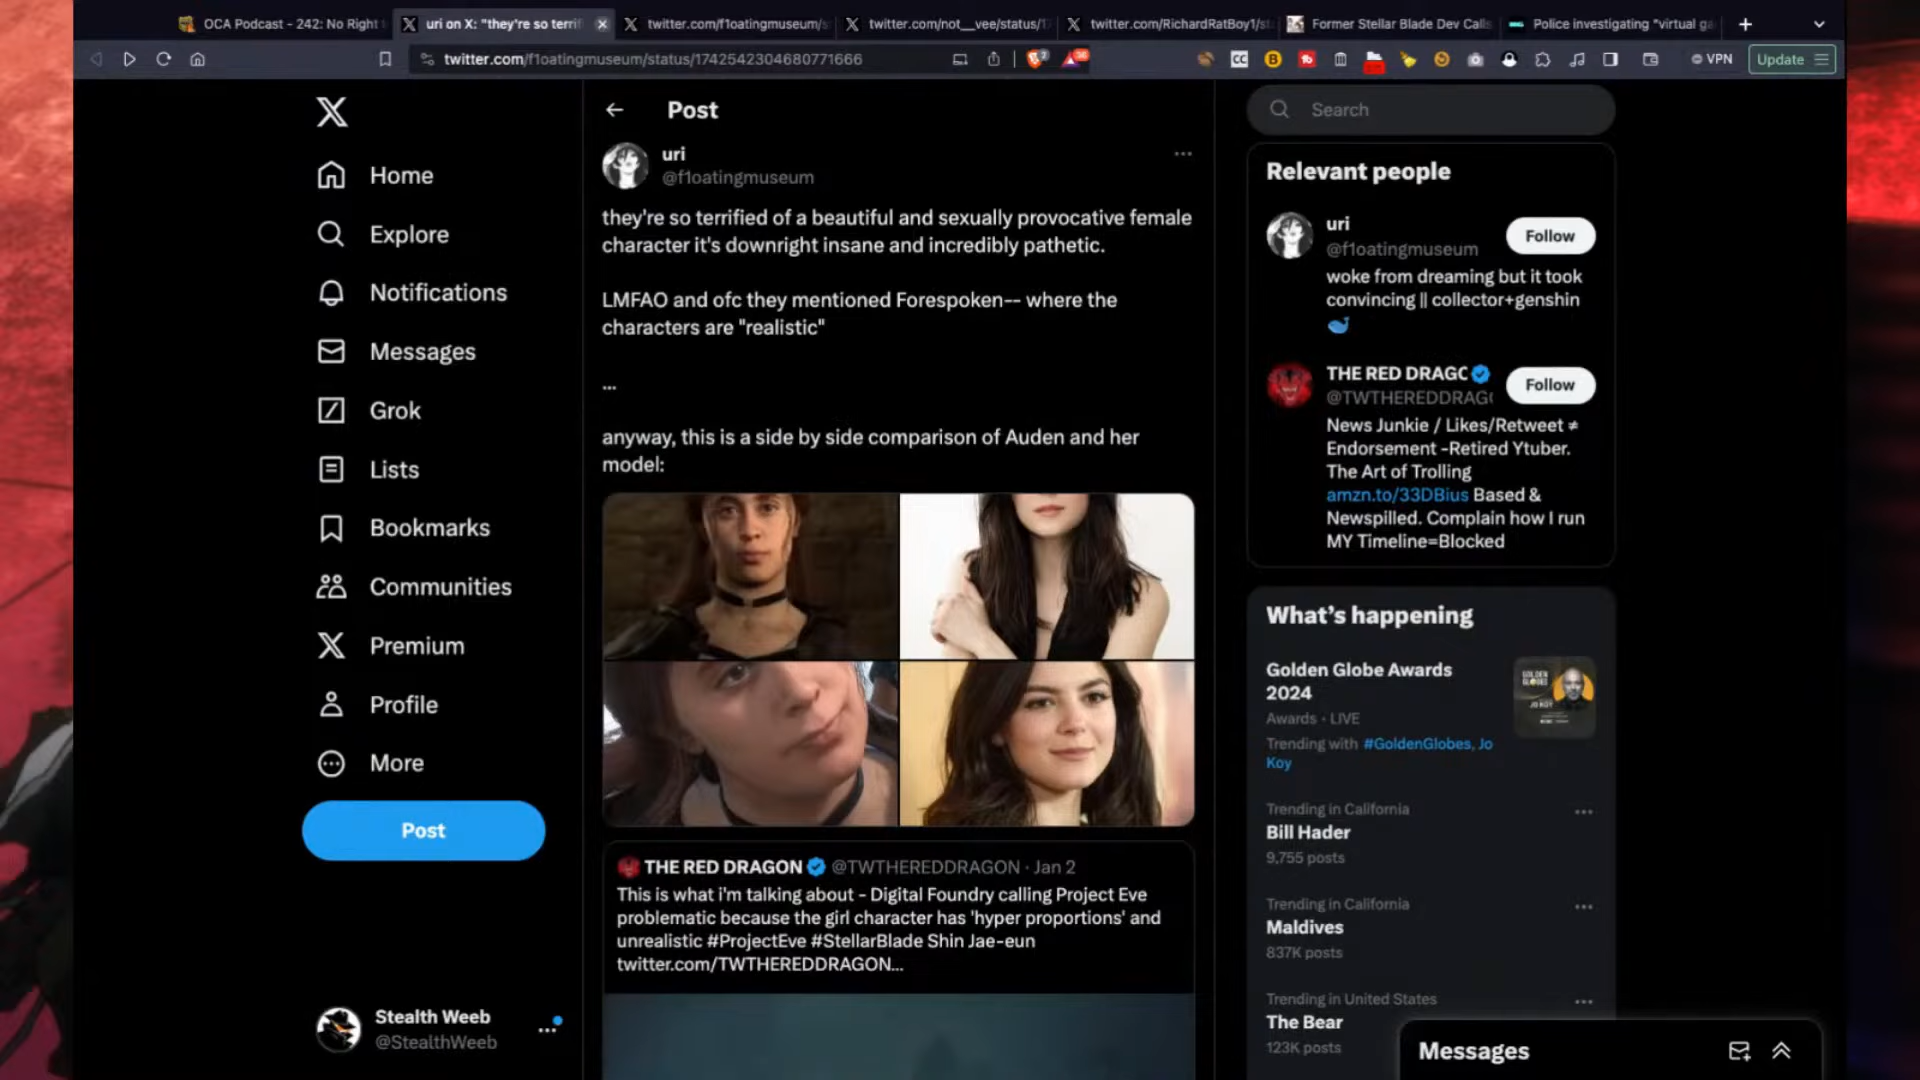 OCA Podcast - 242: No Right
uri on X: "they're so terrif
twitter.com/f1oatingmuseum/s
twitter.com/not__vee/status/1
twitter.com/RichardRatBoy1/st
Former Stellar Blade Dev Calls
Police investigating "virtual ga
twitter.com/f1oatingmuseum/status/1742542304680771666
CC
VPN
Update
Home
Explore
Notifications
Messages
Grok
Lists
Bookmarks
Communities
Premium
Profile
More
Post
Stealth Weeb
@StealthWeeb
Post
uri
@f1oatingmuseum
they're so terrified of a beautiful and sexually provocative female
character it's downright insane and incredibly pathetic.
LMFAO and ofc they mentioned Forespoken-- where the
characters are "realistic"
...
anyway, this is a side by side comparison of Auden and her
model:
THE RED DRAGON @TWTHEREDDRAGON · Jan 2
This is what i'm talking about - Digital Foundry calling Project Eve
problematic because the girl character has 'hyper proportions' and
unrealistic #ProjectEve #StellarBlade Shin Jae-eun
twitter.com/TWTHEREDDRAGON...
Search
Relevant people
uri
@f1oatingmuseum
Follow
woke from dreaming but it took
convincing || collector+genshin
THE RED DRAGC
@TWTHEREDDRAG(
Follow
News Junkie / Likes/Retweet ≠
Endorsement -Retired Ytuber.
The Art of Trolling
amzn.to/33DBius Based &
Newspilled. Complain how I run
MY Timeline=Blocked
What's happening
Golden Globe Awards
2024
Awards · LIVE
Trending with #GoldenGlobes, Jo
Koy
Trending in California
Bill Hader
9,755 posts
Trending in California
Maldives
837K posts
Trending in United States
The Bear
123K posts
Messages